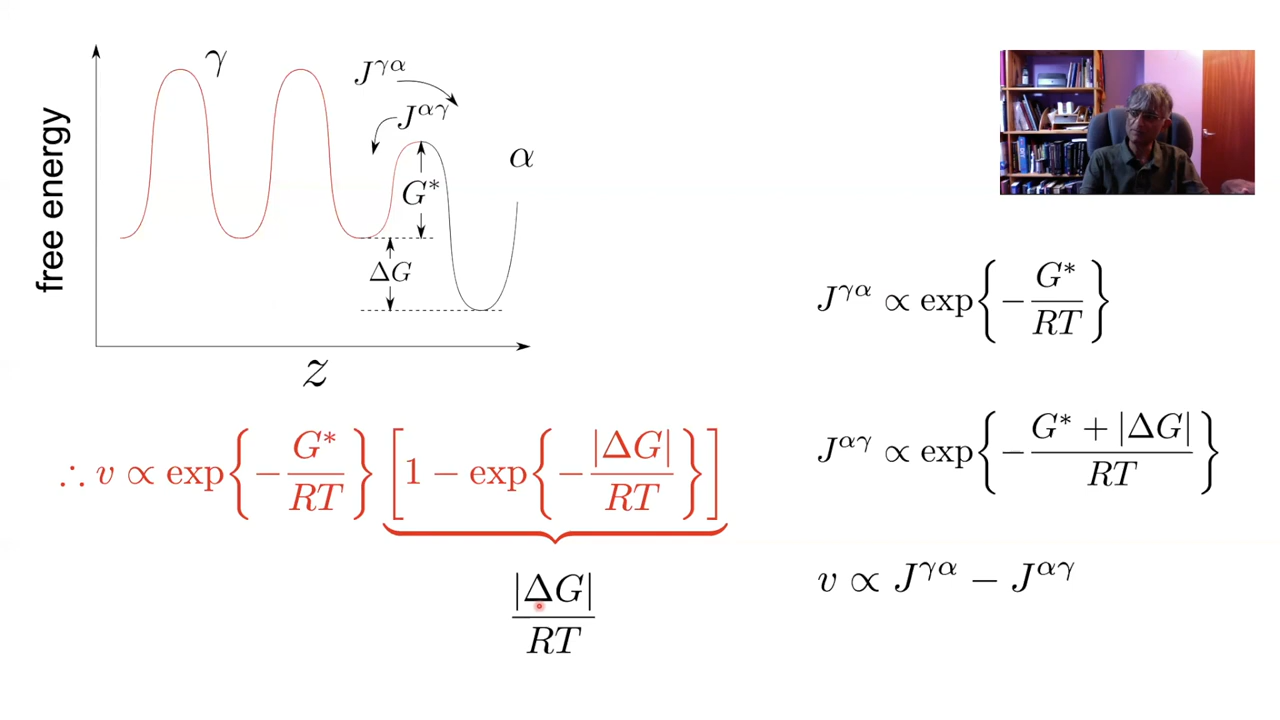 free energy
γ
J^{γα}
J^{αγ}
α
G*
ΔG
z
J^{γα} ∝ exp{−G*/RT}
J^{αγ} ∝ exp{−(G* + |ΔG|)/RT}
∴ v ∝ exp{−G*/RT} [1 − exp{−|ΔG|/RT}]
v ∝ J^{γα} − J^{αγ}
|ΔG|/RT